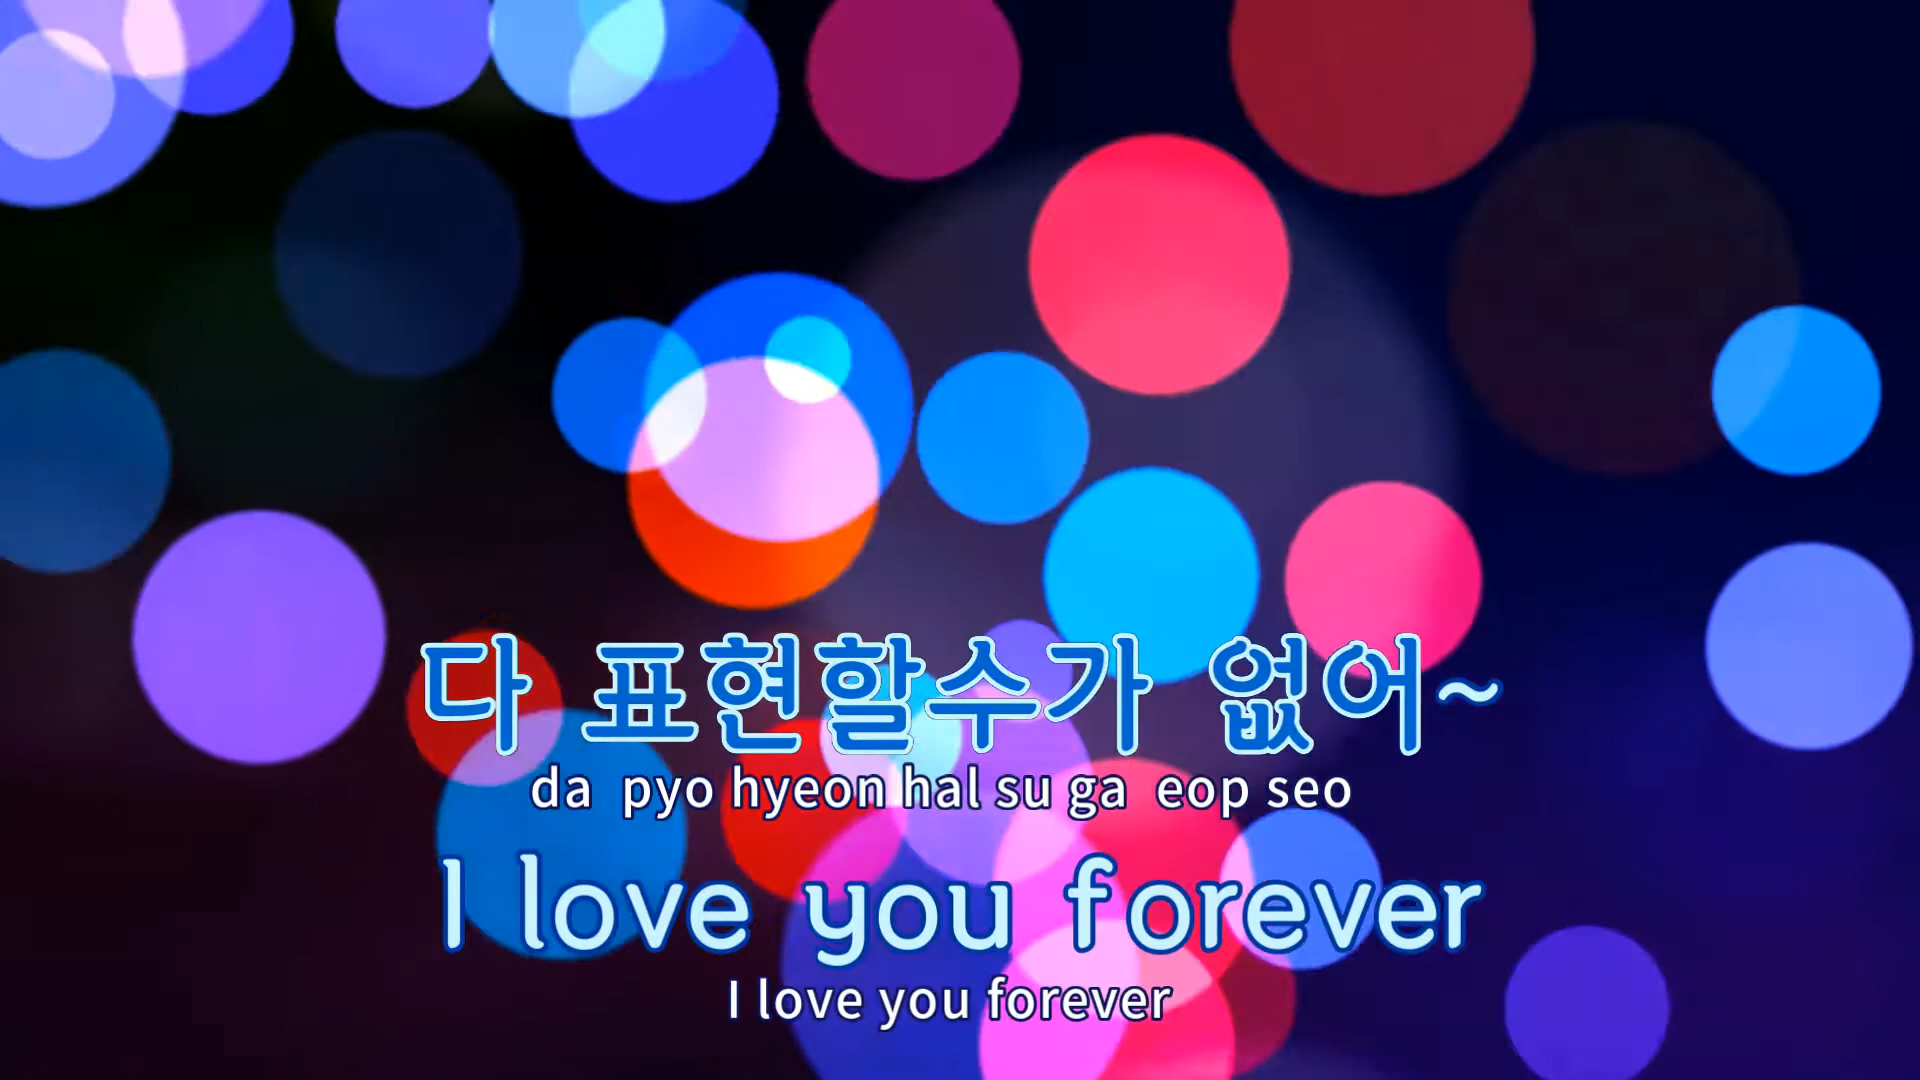 다 표현할수가 없어~
da pyo hyeon hal su ga eop seo
I love you forever
I love you forever